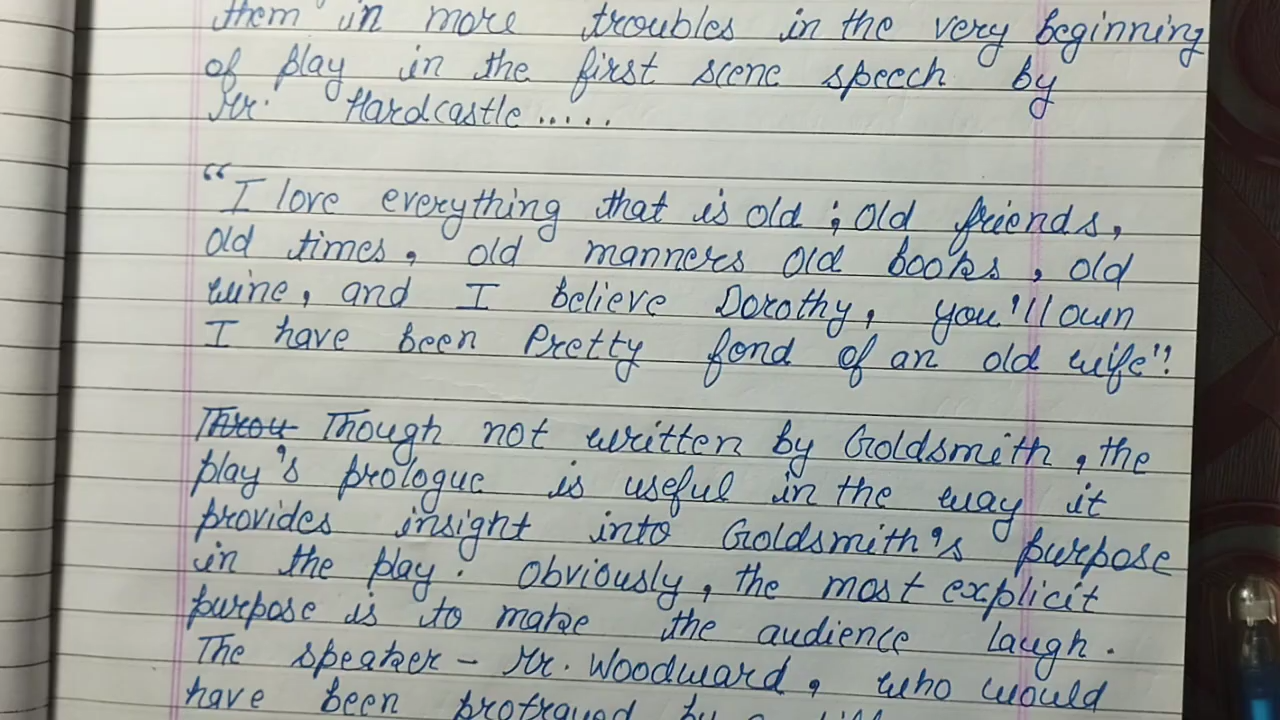 them in more troubles in the very beginning
of play in the first scene speech by
Mr. Hardcastle.....
"I love everything that is old; Old friends,
old times, old manners old books, old
wine, and I believe Dorothy, you'll own
I have been Pretty fond of an old wife".
Throu Though not written by Goldsmith, the
play's prologue is useful in the way it
provides insight into Goldsmith's purpose
in the play. Obviously, the most explicit
purpose is to make the audience laugh.
The speaker - Mr. Woodward, who would
have been protrayed by a